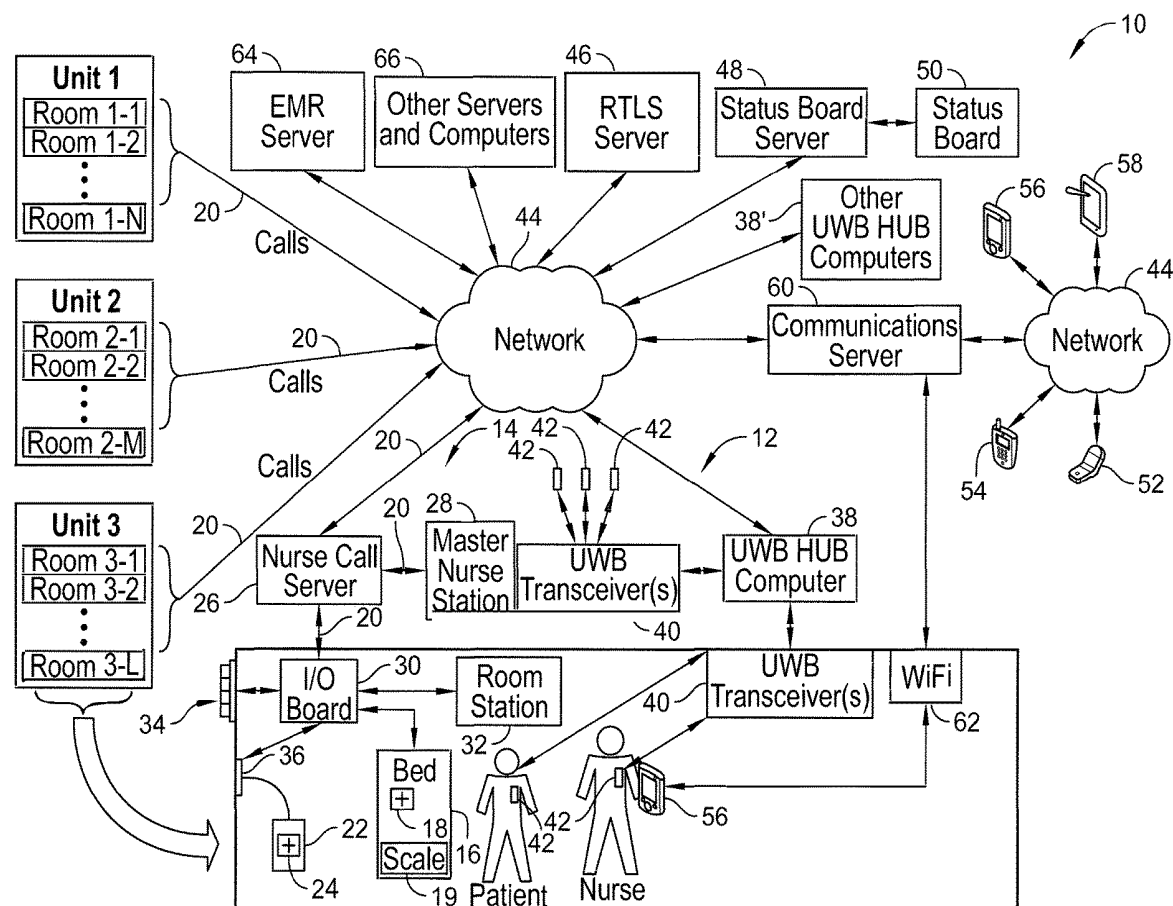 10
64
66
46
48
50
EMR
Server
Other Servers
and Computers
RTLS
Server
Status Board
Server
Status
Board
Unit 1
Room 1-1
Room 1-2
Room 1-N
20
Calls
Other
UWB HUB
Computers
38'
56
58
44
Network
60
Communications
Server
44
Network
Unit 2
Room 2-1
Room 2-2
Room 2-M
20
Calls
54
52
Calls
20
20
14
42
42
42
12
Unit 3
Room 3-1
Room 3-2
Room 3-L
Nurse Call
Server
26
20
28
Master
Nurse
Station
UWB
Transceiver(s)
40
38
UWB HUB
Computer
20
34
I/O
Board
30
Room
Station
32
40
UWB
Transceiver(s)
WiFi
62
36
22
24
Bed
18
16
Scale
19
42
Patient
42
Nurse
56